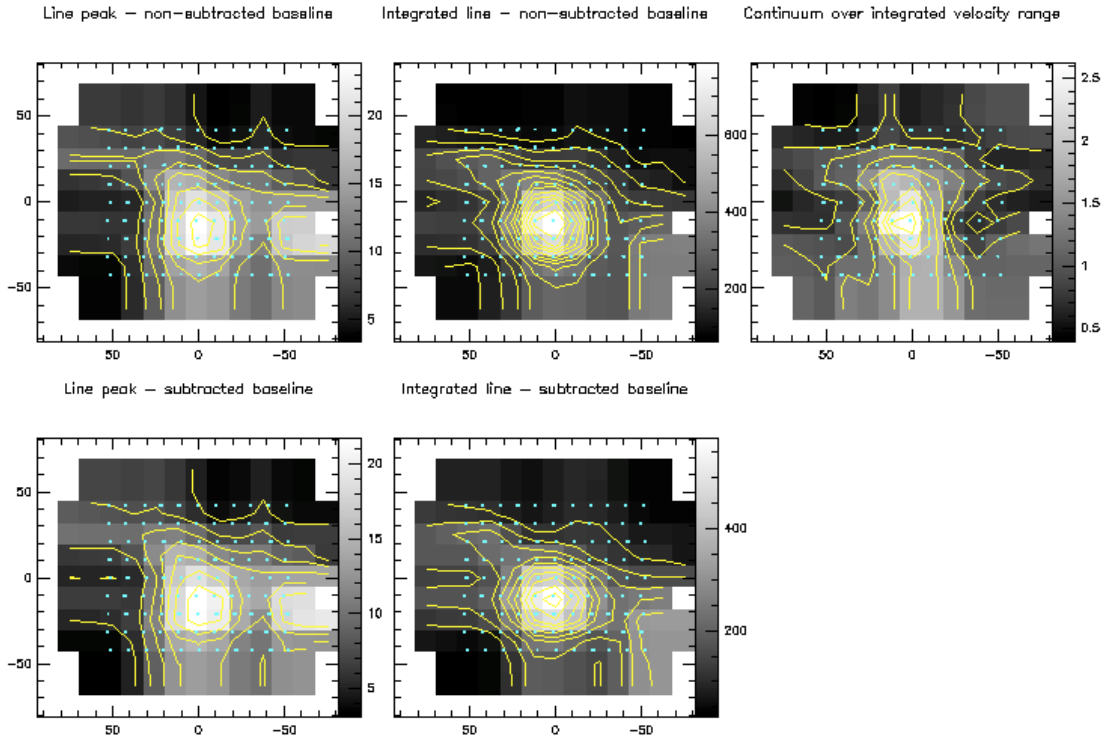 Line peak – non-subtracted baseline
Integrated line – non-subtracted baseline
Continuum over integrated velocity range
50
0
-50
20
15
10
5
600
400
200
2.5
2
1.5
1
0.5
50 0 -50
50 0 -50
50 0 -50
Line peak – subtracted baseline
Integrated line – subtracted baseline
50
0
-50
20
15
10
5
400
200
50 0 -50
50 0 -50